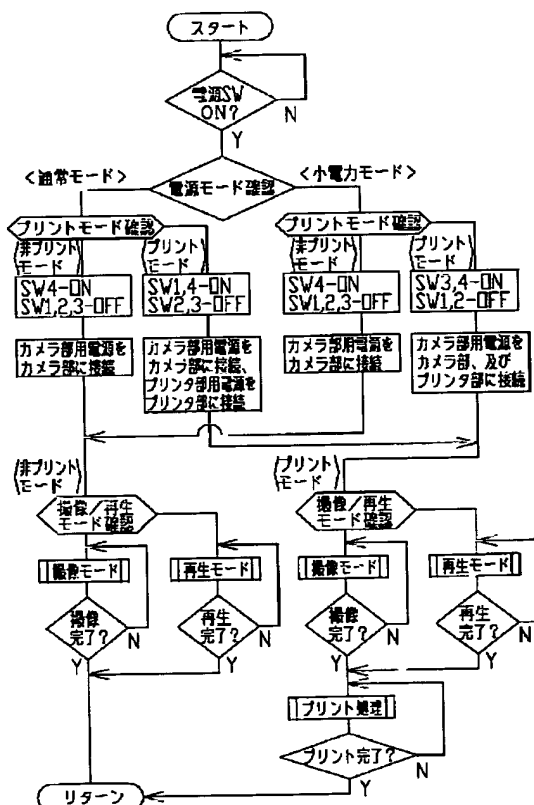 スタート
電源SW
ON?
N
Y
<通常モード>
電源モード確認
<小電力モード>
プリントモード確認
プリントモード確認
(非プリント
モード)
(プリント
モード)
(非プリント
モード)
(プリント
モード)
SW4-ON
SW1,2,3-OFF
SW1,4-ON
SW2,3-OFF
SW4-ON
SW1,2,3-OFF
SW3,4-ON
SW1,2-OFF
カメラ部用電源を
カメラ部に接続
カメラ部用電源を
カメラ部に接続、
プリンタ部用電源を
プリンタ部に接続
カメラ部用電源を
カメラ部に接続
カメラ部用電源を
カメラ部、及び
プリンタ部に接続
(非プリント
モード)
(プリント
モード)
撮像/再生
モード確認
撮像/再生
モード確認
撮像モード
再生モード
撮像モード
再生モード
撮像
完了?
N
Y
再生
完了?
N
Y
撮像
完了?
N
Y
再生
完了?
N
Y
プリント処理
プリント完了?
N
Y
リターン